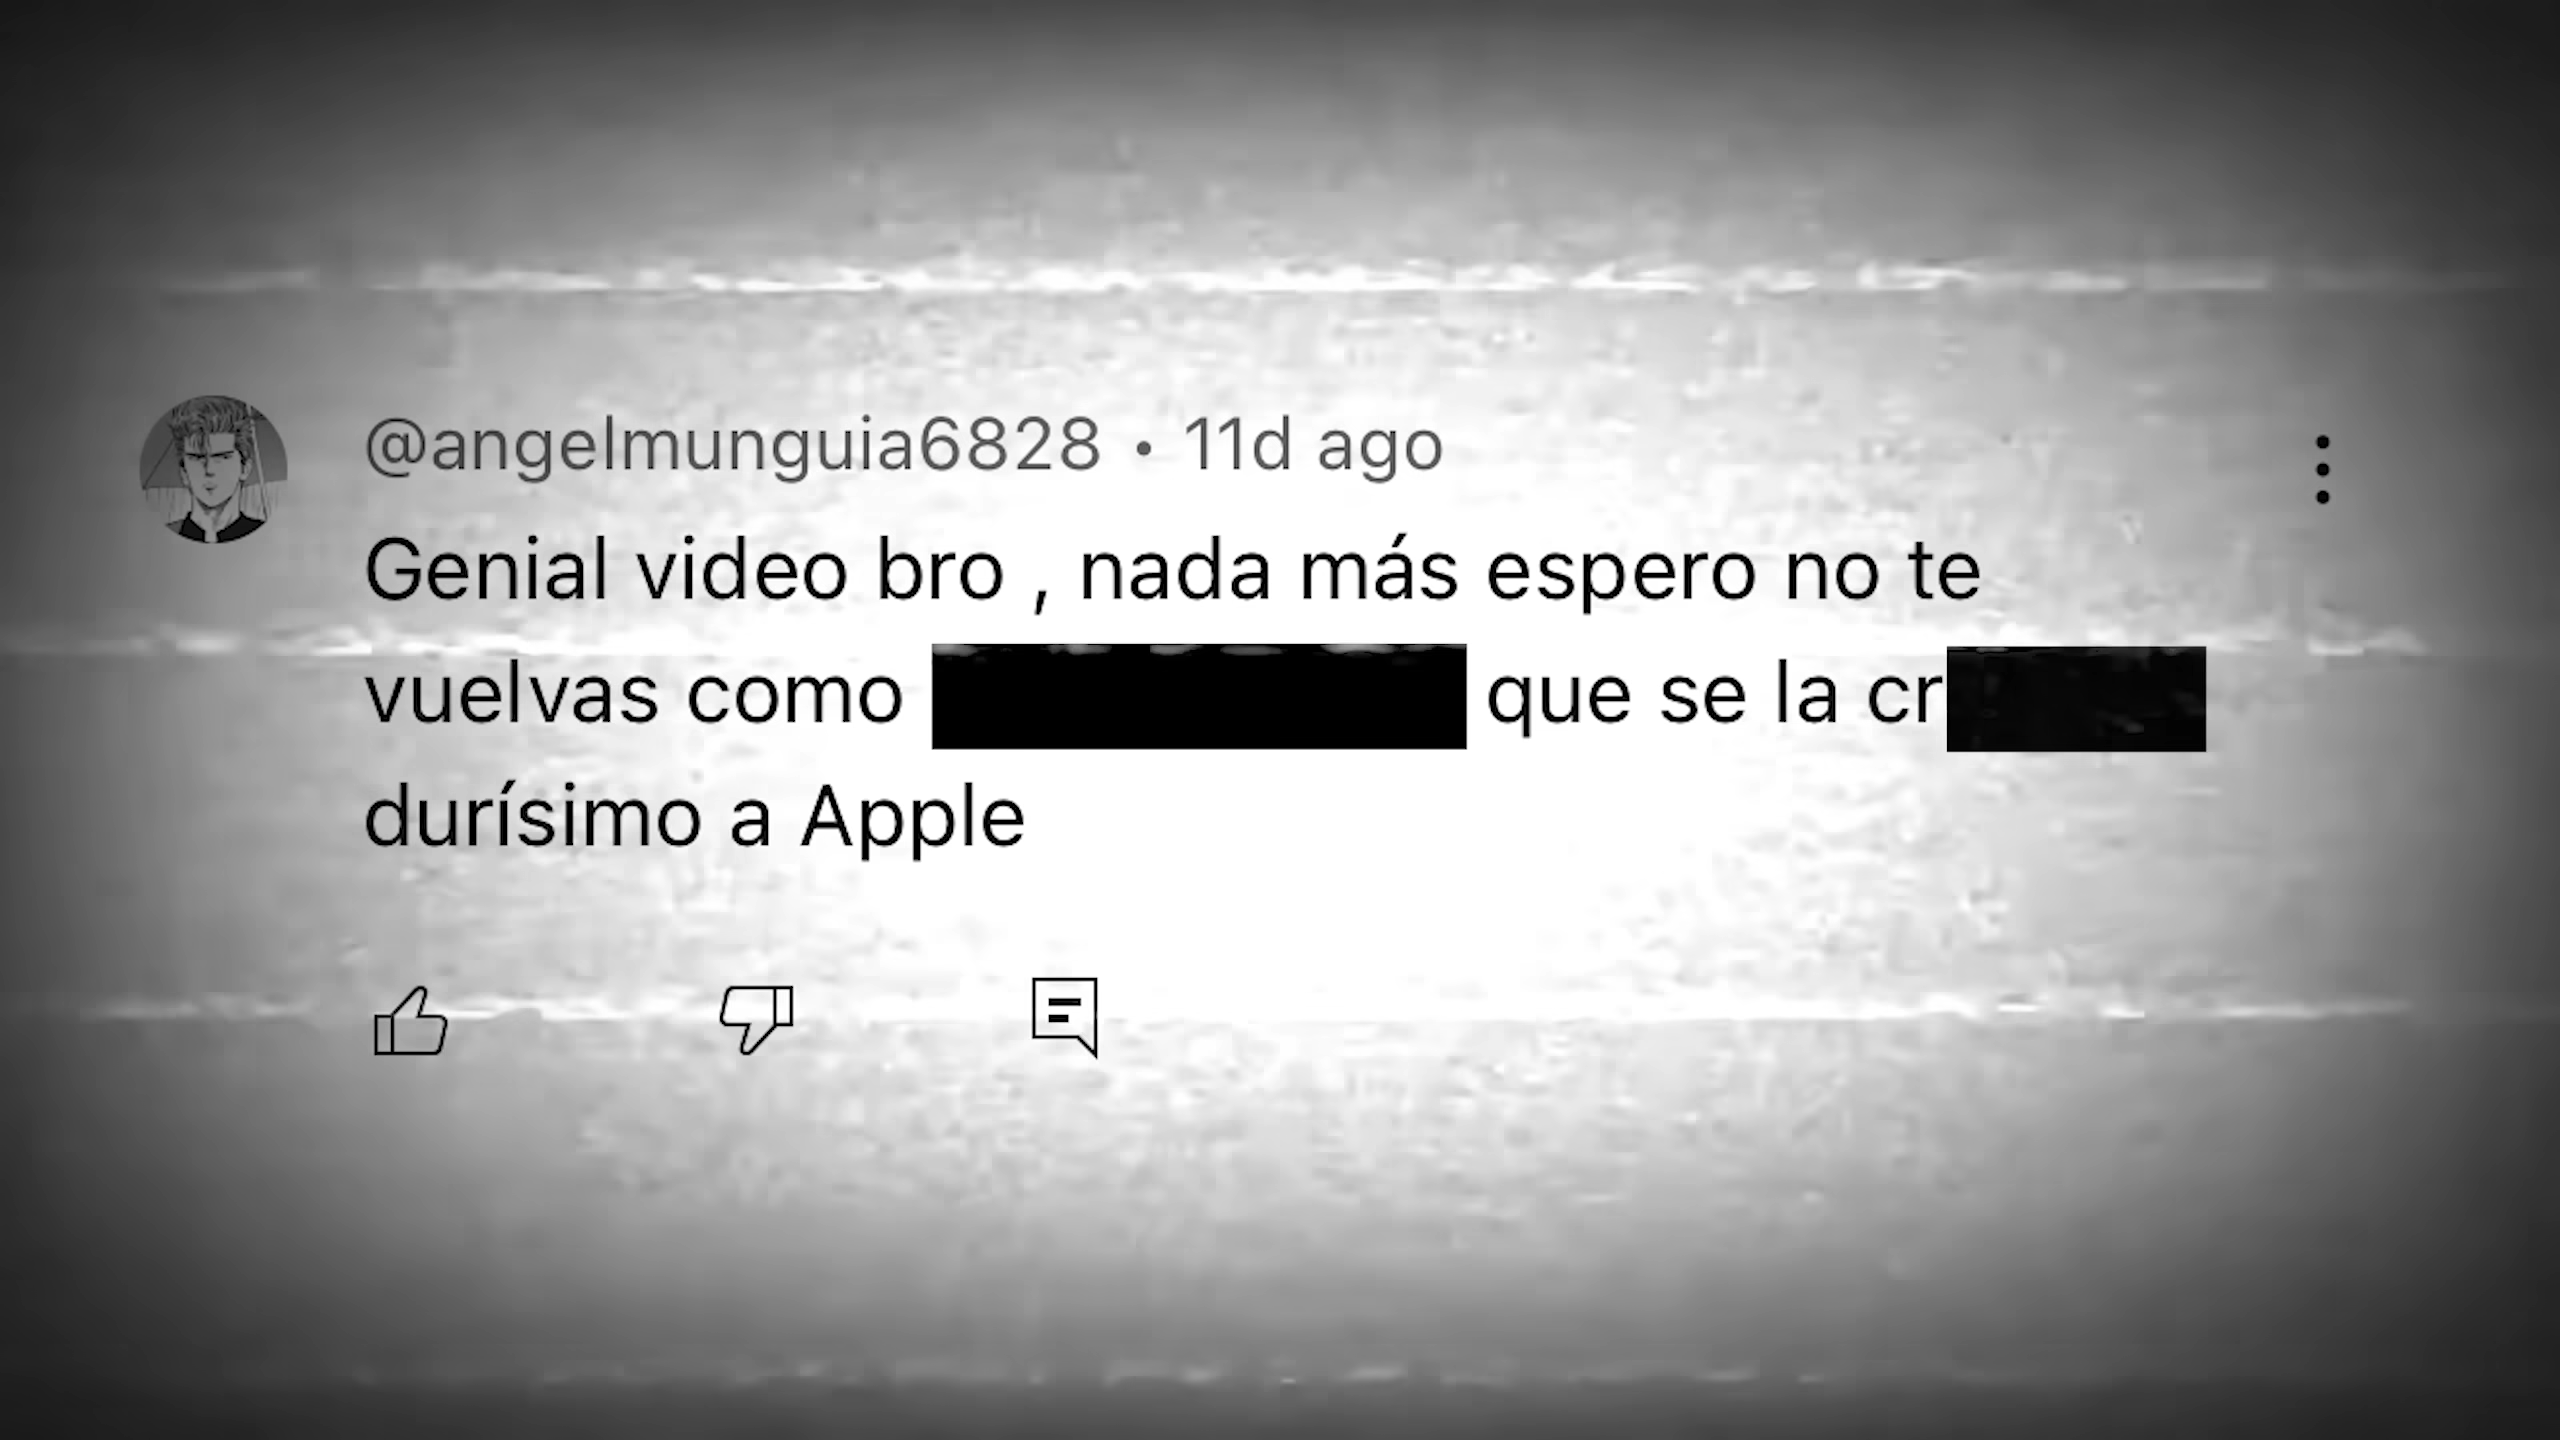 @angelmunguia6828 • 11d ago
Genial video bro , nada más espero no te
vuelvas como que se la cr
durísimo a Apple